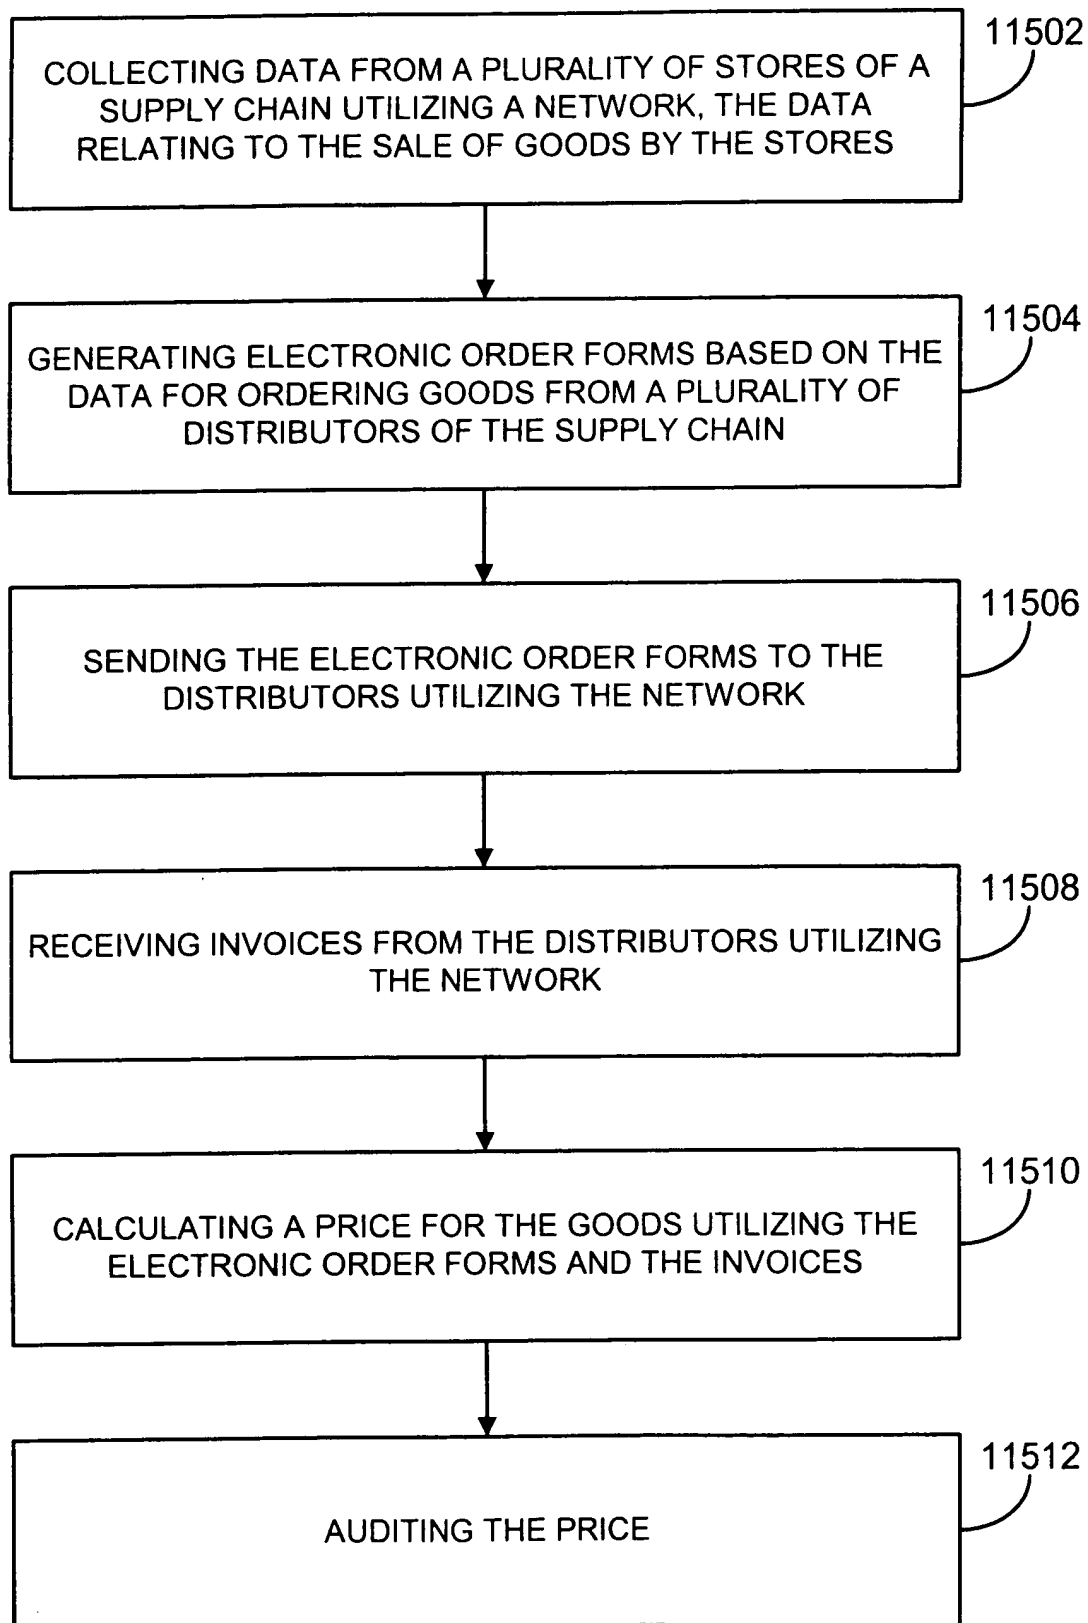 11502
COLLECTING DATA FROM A PLURALITY OF STORES OF A
SUPPLY CHAIN UTILIZING A NETWORK, THE DATA
RELATING TO THE SALE OF GOODS BY THE STORES
11504
GENERATING ELECTRONIC ORDER FORMS BASED ON THE
DATA FOR ORDERING GOODS FROM A PLURALITY OF
DISTRIBUTORS OF THE SUPPLY CHAIN
11506
SENDING THE ELECTRONIC ORDER FORMS TO THE
DISTRIBUTORS UTILIZING THE NETWORK
11508
RECEIVING INVOICES FROM THE DISTRIBUTORS UTILIZING
THE NETWORK
11510
CALCULATING A PRICE FOR THE GOODS UTILIZING THE
ELECTRONIC ORDER FORMS AND THE INVOICES
11512
AUDITING THE PRICE